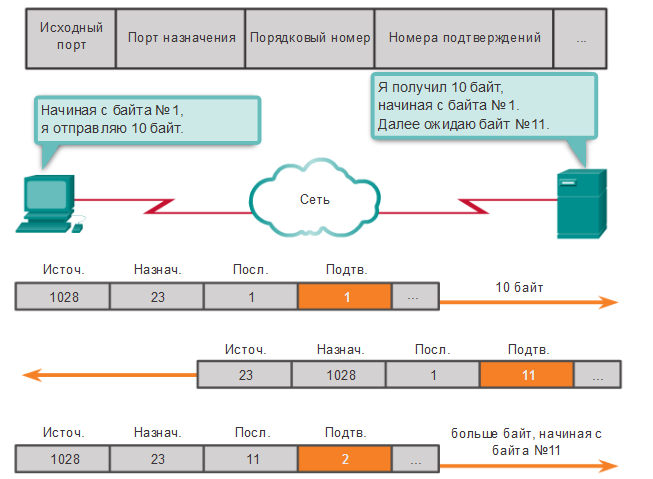 Исходный порт Порт назначения Порядковый номер Номера подтверждений ...
Начиная с байта №1,
я отправляю 10 байт.
Я получил 10 байт,
начиная с байта №1.
Далее ожидаю байт №11.
Сеть
Источ. Назнач. Посл. Подтв.
1028 23 1 1 ... 10 байт
Источ. Назнач. Посл. Подтв.
23 1028 1 11 ...
Источ. Назнач. Посл. Подтв.
1028 23 11 2 ...
больше байт, начиная с
байта №11